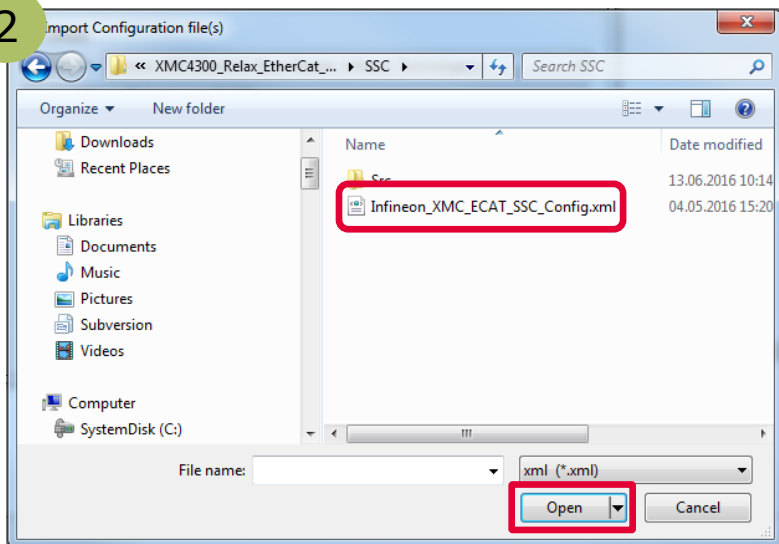 2
Import Configuration file(s)
« XMC4300_Relax_EtherCat_... ▸ SSC ▸ Search SSC
Organize New folder
Downloads
Recent Places
Libraries
Documents
Music
Pictures
Subversion
Videos
Computer
SystemDisk (C:)
Name Date modified
Src 13.06.2016 10:14
Infineon_XMC_ECAT_SSC_Config.xml 04.05.2016 15:20
File name: xml (*.xml)
Open Cancel